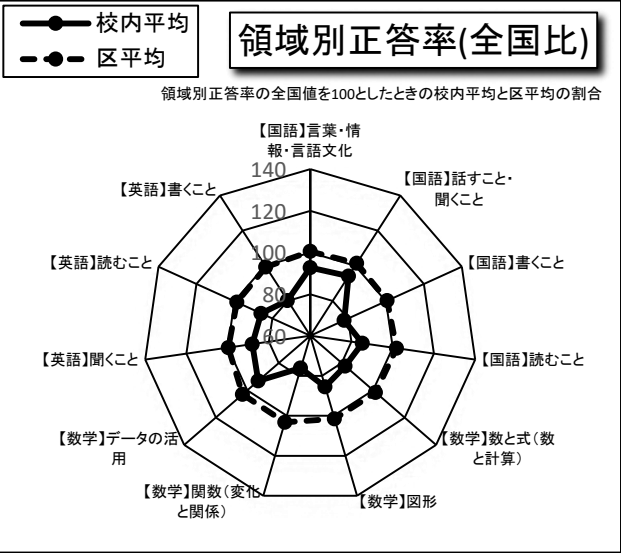 校内平均
区平均
領域別正答率(全国比)
領域別正答率の全国値を100としたときの校内平均と区平均の割合
【国語】言葉・情
報・言語文化
【国語】話すこと・
聞くこと
【国語】書くこと
【国語】読むこと
【数学】数と式（数
と計算）
【数学】図形
【数学】関数（変化
と関係）
【数学】データの活
用
【英語】聞くこと
【英語】読むこと
【英語】書くこと
140
120
100
80
60